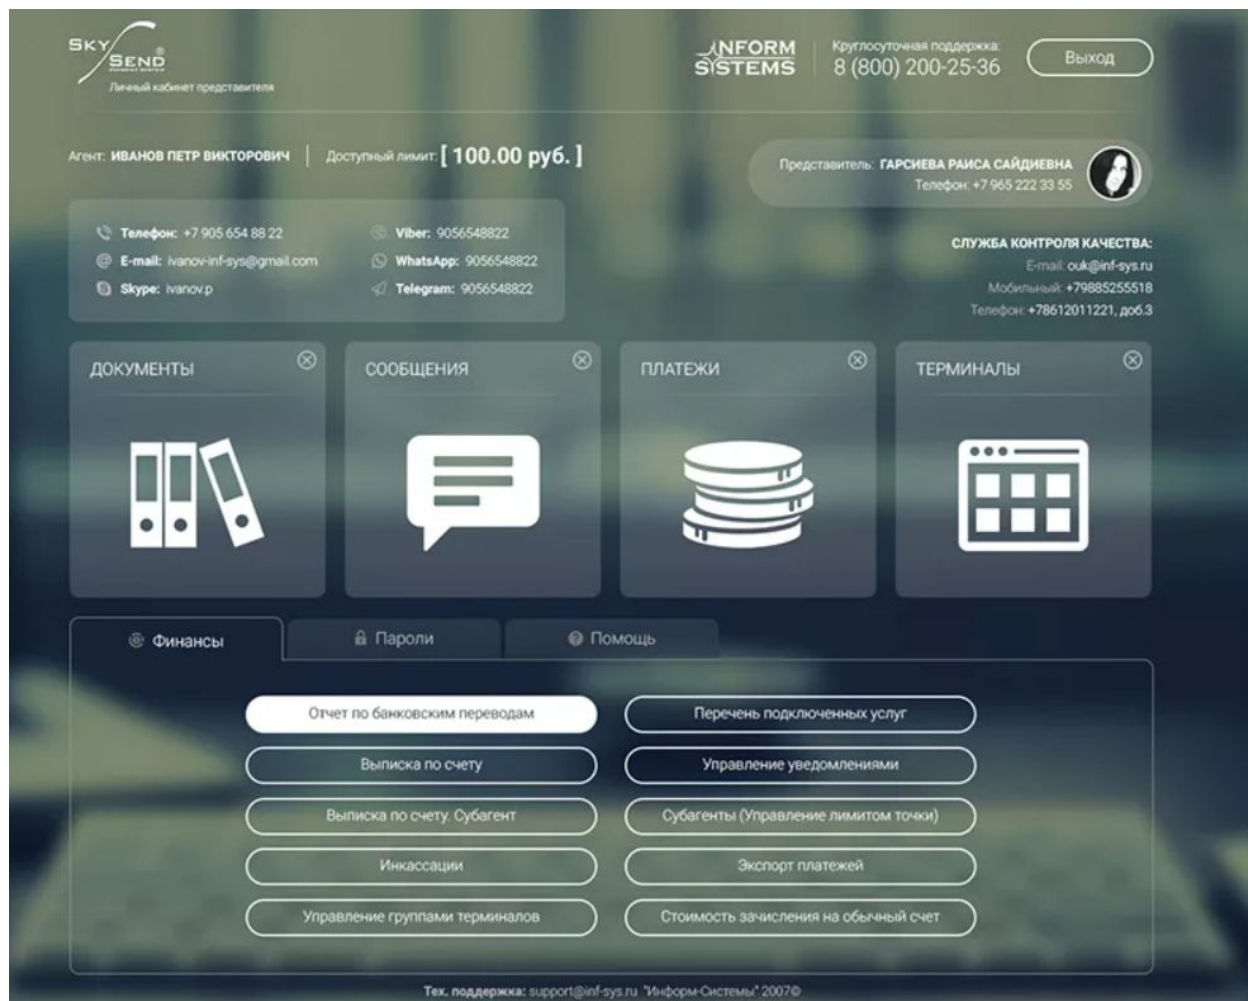 SKY
SEND®
PAYMENT SYSTEM
Личный кабинет представителя
INFORM
SISTEMS
Круглосуточная поддержка:
8 (800) 200-25-36
Выход
Агент: ИВАНОВ ПЕТР ВИКТОРОВИЧ
Доступный лимит: [ 100.00 руб. ]
Представитель: ГАРСИЕВА РАИСА САЙДИЕВНА
Телефон: +7 965 222 33 55
Телефон: +7 905 654 88 22
Viber: 9056548822
E-mail: ivanov-inf-sys@gmail.com
WhatsApp: 9056548822
Skype: ivanov.p
Telegram: 9056548822
СЛУЖБА КОНТРОЛЯ КАЧЕСТВА:
E-mail: ouk@inf-sys.ru
Мобильный: +79885255518
Телефон: +78612011221, доб.3
ДОКУМЕНТЫ
СООБЩЕНИЯ
ПЛАТЕЖИ
ТЕРМИНАЛЫ
Финансы
Пароли
Помощь
Отчет по банковским переводам
Перечень подключенных услуг
Выписка по счету
Управление уведомлениями
Выписка по счету. Субагент
Субагенты (Управление лимитом точки)
Инкассации
Экспорт платежей
Управление группами терминалов
Стоимость зачисления на обычный счет
Тех. поддержка: support@inf-sys.ru "Информ-Системы" 2007©